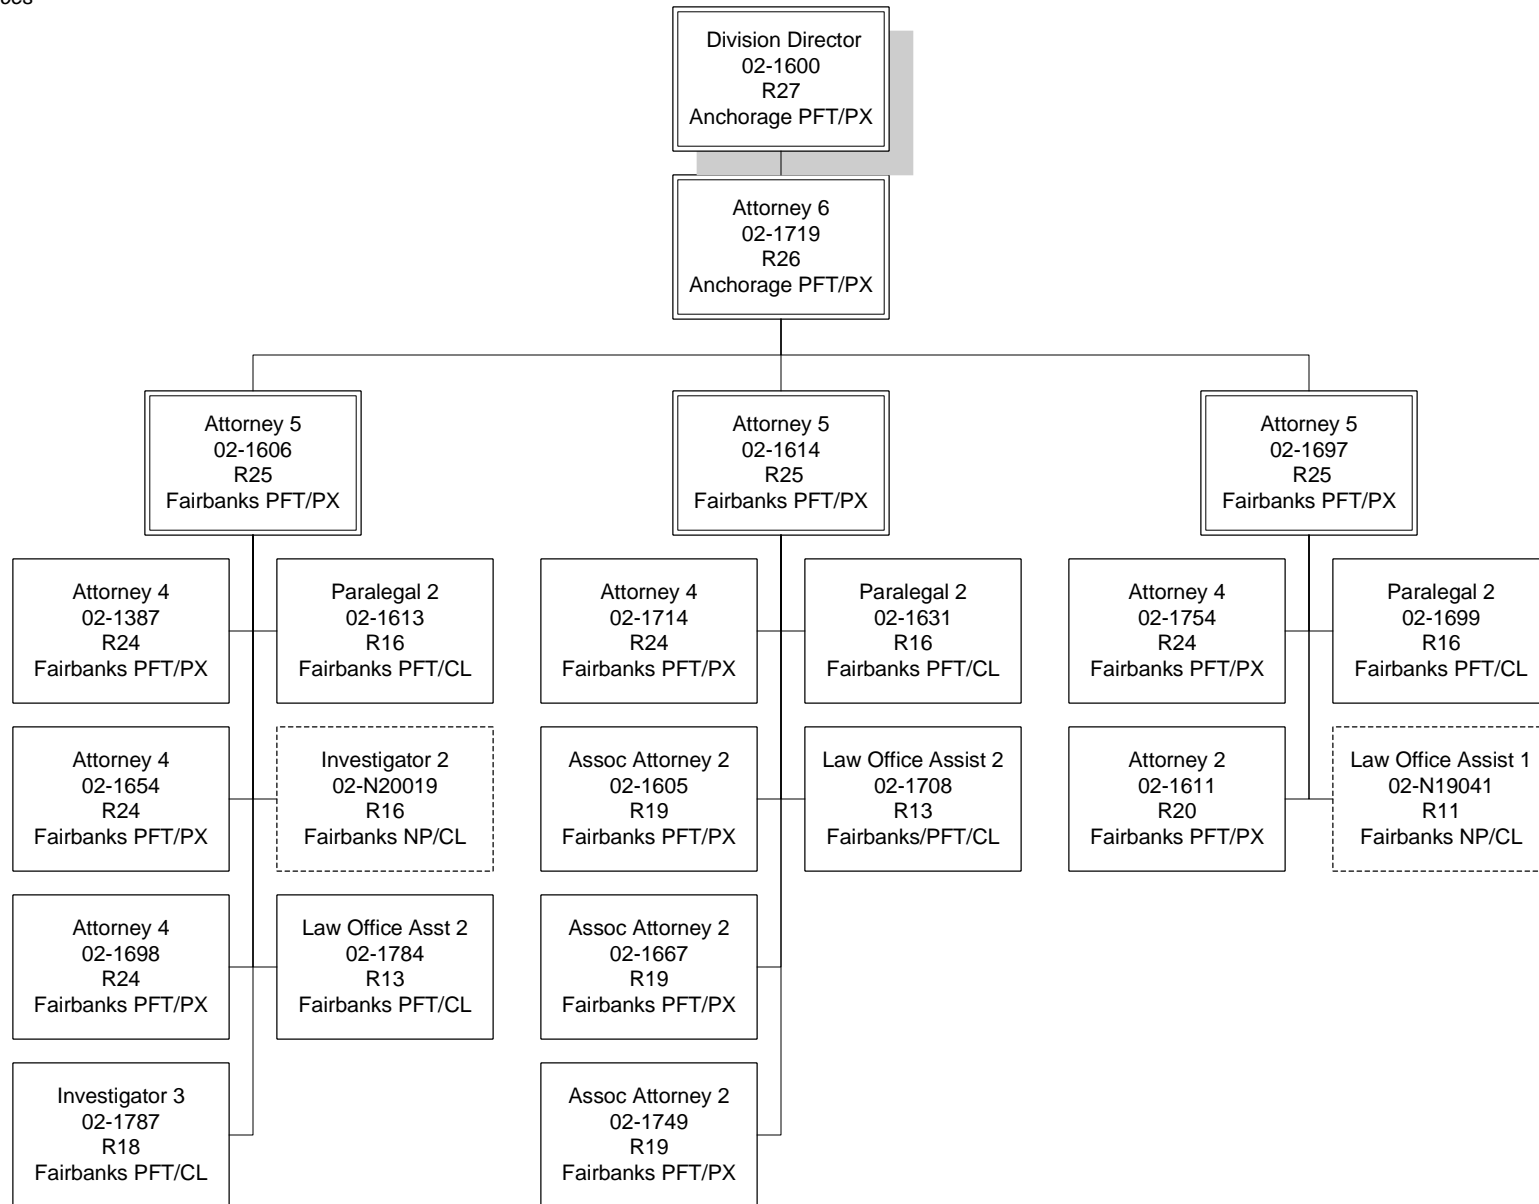 Division Director
02-1600
R27
Anchorage PFT/PX
Attorney 6
02-1719
R26
Anchorage PFT/PX
Attorney 5
02-1606
R25
Fairbanks PFT/PX
Attorney 5
02-1614
R25
Fairbanks PFT/PX
Attorney 5
02-1697
R25
Fairbanks PFT/PX
Attorney 4
02-1387
R24
Fairbanks PFT/PX
Paralegal 2
02-1613
R16
Fairbanks PFT/CL
Attorney 4
02-1714
R24
Fairbanks PFT/PX
Paralegal 2
02-1631
R16
Fairbanks PFT/CL
Attorney 4
02-1754
R24
Fairbanks PFT/PX
Paralegal 2
02-1699
R16
Fairbanks PFT/CL
Attorney 4
02-1654
R24
Fairbanks PFT/PX
Investigator 2
02-N20019
R16
Fairbanks NP/CL
Assoc Attorney 2
02-1605
R19
Fairbanks PFT/PX
Law Office Assist 2
02-1708
R13
Fairbanks/PFT/CL
Attorney 2
02-1611
R20
Fairbanks PFT/PX
Law Office Assist 1
02-N19041
R11
Fairbanks NP/CL
Attorney 4
02-1698
R24
Fairbanks PFT/PX
Law Office Asst 2
02-1784
R13
Fairbanks PFT/CL
Assoc Attorney 2
02-1667
R19
Fairbanks PFT/PX
Investigator 3
02-1787
R18
Fairbanks PFT/CL
Assoc Attorney 2
02-1749
R19
Fairbanks PFT/PX